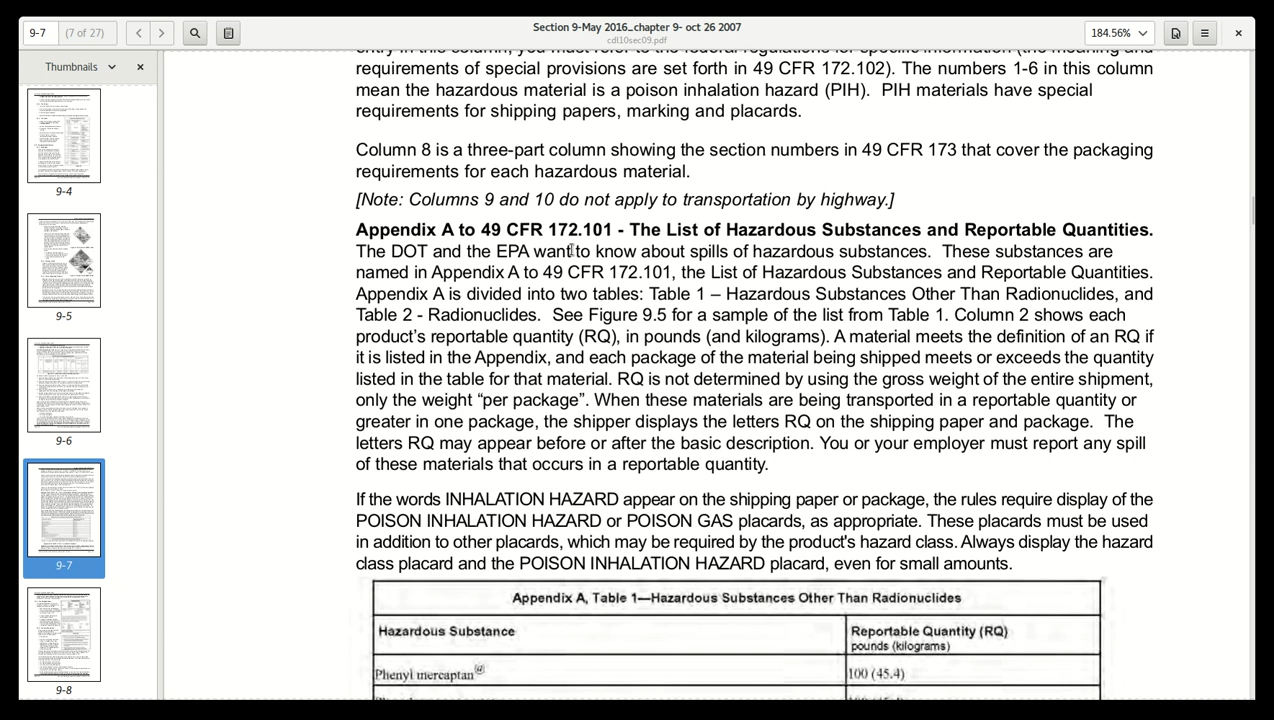 9-7 (7 of 27)
Section 9-May 2016_chapter 9- oct 26 2007
cdl10sec09.pdf
184.56%
Thumbnails
9-4
9-5
9-6
9-7
9-8
entry in this column, you must refer to the federal regulations for specific information (the meaning and
requirements of special provisions are set forth in 49 CFR 172.102). The numbers 1-6 in this column
mean the hazardous material is a poison inhalation hazard (PIH). PIH materials have special
requirements for shipping papers, marking and placards.
Column 8 is a three-part column showing the section numbers in 49 CFR 173 that cover the packaging
requirements for each hazardous material.
[Note: Columns 9 and 10 do not apply to transportation by highway.]
Appendix A to 49 CFR 172.101 - The List of Hazardous Substances and Reportable Quantities.
The DOT and the EPA want to know about spills of hazardous substances. These substances are
named in Appendix A to 49 CFR 172.101, the List of Hazardous Substances and Reportable Quantities.
Appendix A is divided into two tables: Table 1 – Hazardous Substances Other Than Radionuclides, and
Table 2 - Radionuclides. See Figure 9.5 for a sample of the list from Table 1. Column 2 shows each
product's reportable quantity (RQ), in pounds (and kilograms). A material meets the definition of an RQ if
it is listed in the Appendix, and each package of the material being shipped meets or exceeds the quantity
listed in the table for that material. RQ is not determined by using the gross weight of the entire shipment,
only the weight “per package”. When these materials are being transported in a reportable quantity or
greater in one package, the shipper displays the letters RQ on the shipping paper and package. The
letters RQ may appear before or after the basic description. You or your employer must report any spill
of these materials that occurs in a reportable quantity.
If the words INHALATION HAZARD appear on the shipping paper or package, the rules require display of the
POISON INHALATION HAZARD or POISON GAS placards, as appropriate. These placards must be used
in addition to other placards, which may be required by the product's hazard class. Always display the hazard
class placard and the POISON INHALATION HAZARD placard, even for small amounts.
Appendix A, Table 1—Hazardous Substances Other Than Radionuclides
Hazardous Substance
Reportable Quantity (RQ)
pounds (kilograms)
Phenyl mercaptan@
100 (45.4)